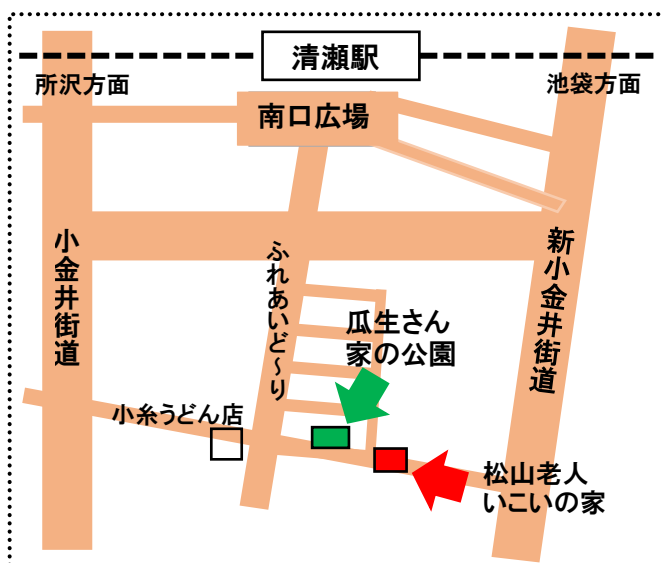 清瀬駅
所沢方面
池袋方面
南口広場
小金井街道
ふれあいど～り
新小金井街道
瓜生さん
家の公園
小糸うどん店
松山老人
いこいの家